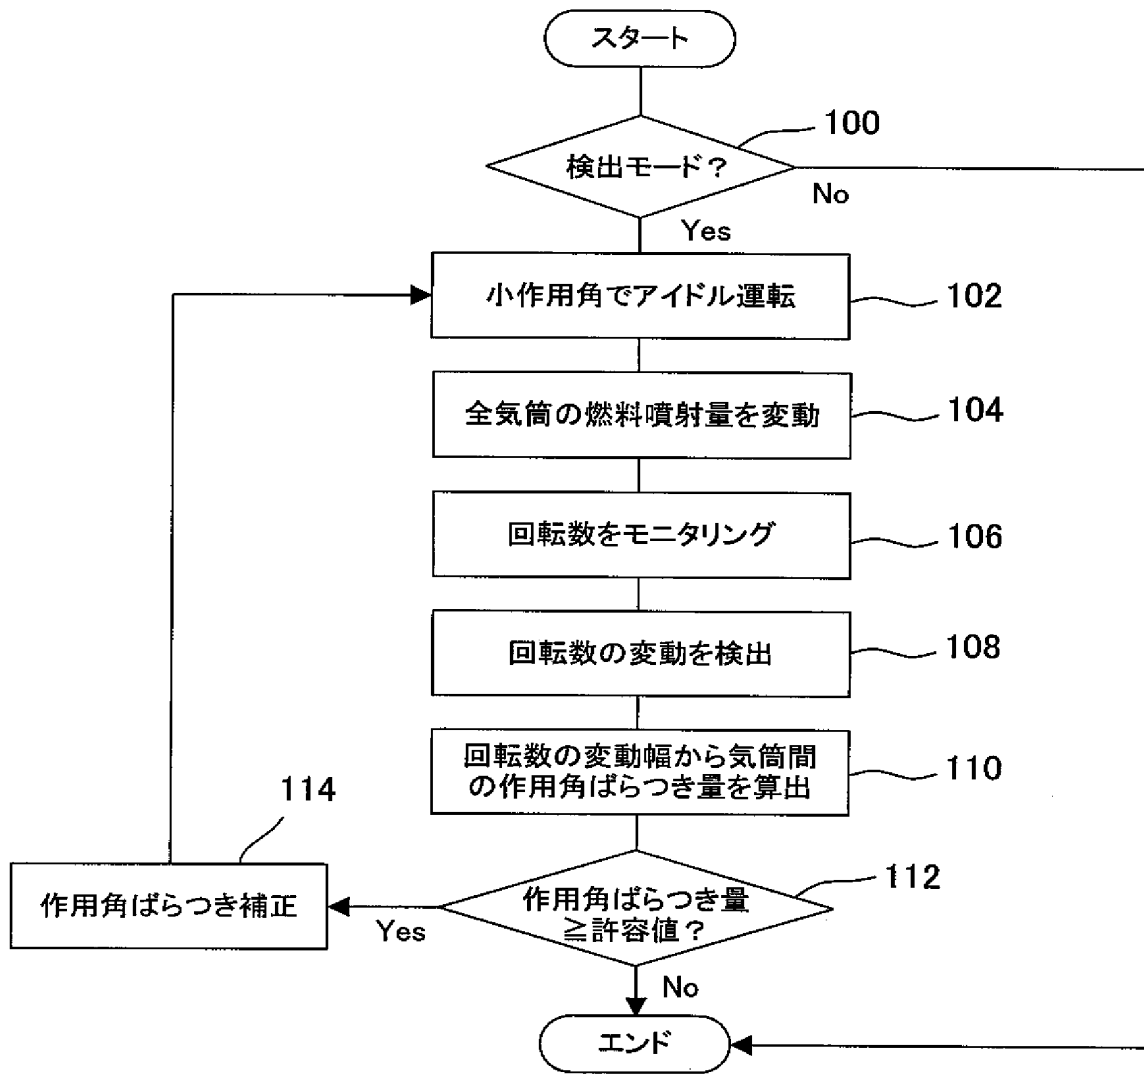 スタート
検出モード？
100
No
Yes
小作用角でアイドル運転
102
全気筒の燃料噴射量を変動
104
回転数をモニタリング
106
回転数の変動を検出
108
回転数の変動幅から気筒間
の作用角ばらつき量を算出
110
114
作用角ばらつき補正
作用角ばらつき量
≧許容値？
112
Yes
No
エンド